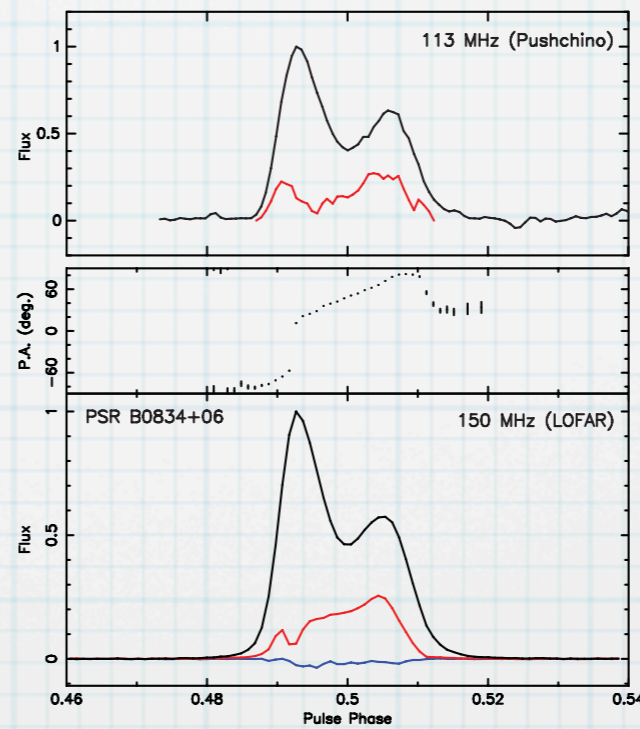 113 MHz (Pushchino)
1
0.5
0
Flux
60
0
−60
P.A. (deg.)
PSR B0834+06
150 MHz (LOFAR)
1
0.5
0
Flux
0.46
0.48
0.5
0.52
0.54
Pulse Phase